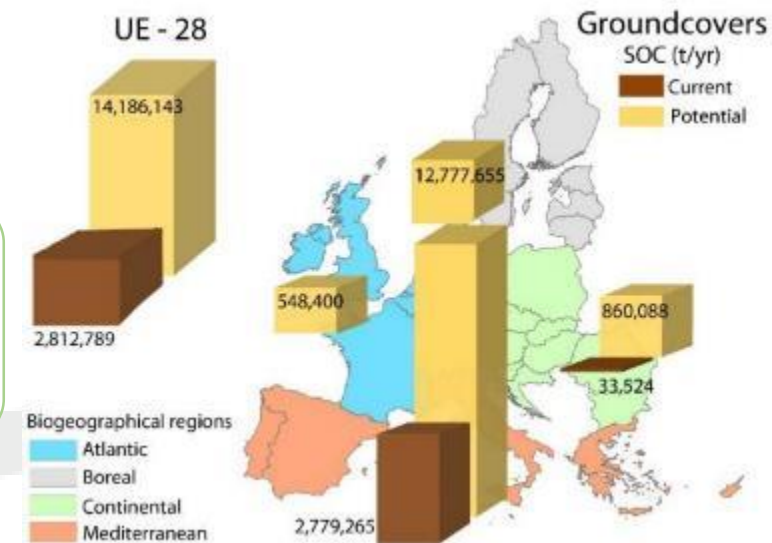 UE - 28
14,186,143
2,812,789
Groundcovers
SOC (t/yr)
Current
Potential
12,777,655
548,400
860,088
33,524
2,779,265
Biogeographical regions
Atlantic
Boreal
Continental
Mediterranean